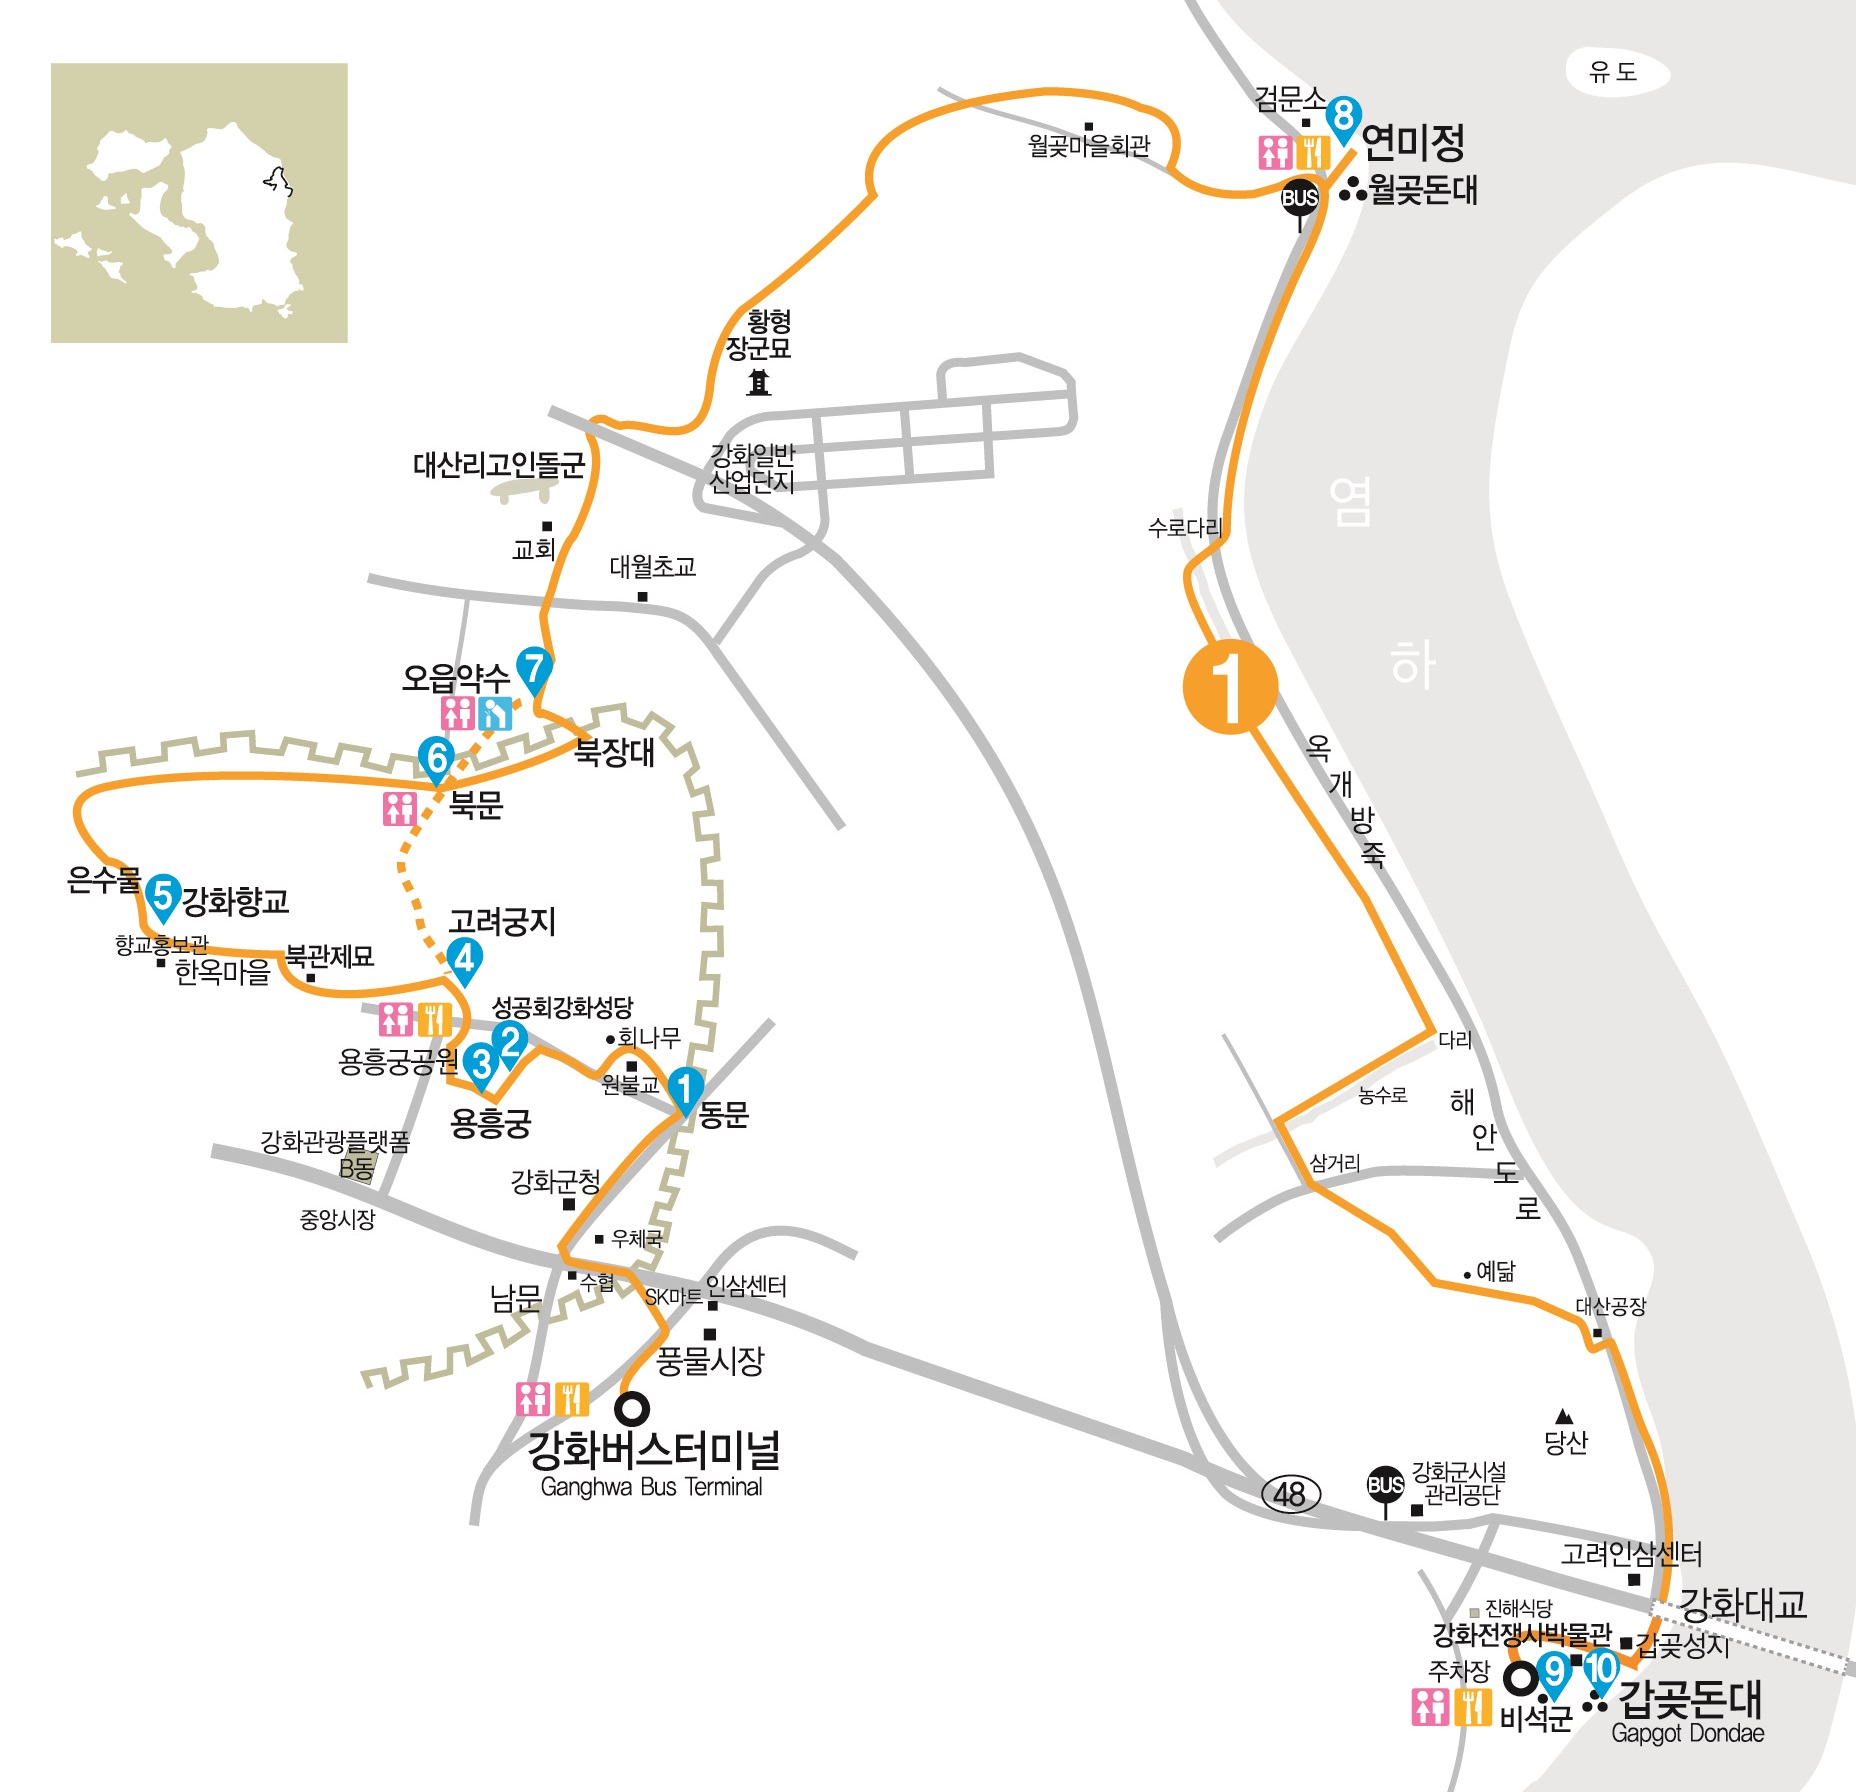 유도
검문소
8
연미정
월곶마을회관
BUS
월곶돈대
황형
장군묘
대산리고인돌군
강화일반
산업단지
염
하
수로다리
교회
대월초교
7
오읍약수
1
북장대
6
북문
옥
개
방
죽
은수물
5
강화향교
고려궁지
4
향교홍보관
한옥마을
북관제묘
성공회강화성당
2
회나무
용흥궁공원
3
원불교
1
동문
용흥궁
다리
농수로
해
안
도
로
삼거리
강화관광플랫폼
B동
강화군청
중앙시장
우체국
수협
남문
SK마트
인삼센터
예닮
대산공장
풍물시장
강화버스터미널
Ganghwa Bus Terminal
당산
48
BUS
강화군시설
관리공단
고려인삼센터
강화대교
진해식당
강화전쟁사박물관
갑곶성지
주차장
9
10
비석군
갑곶돈대
Gapgot Dondae